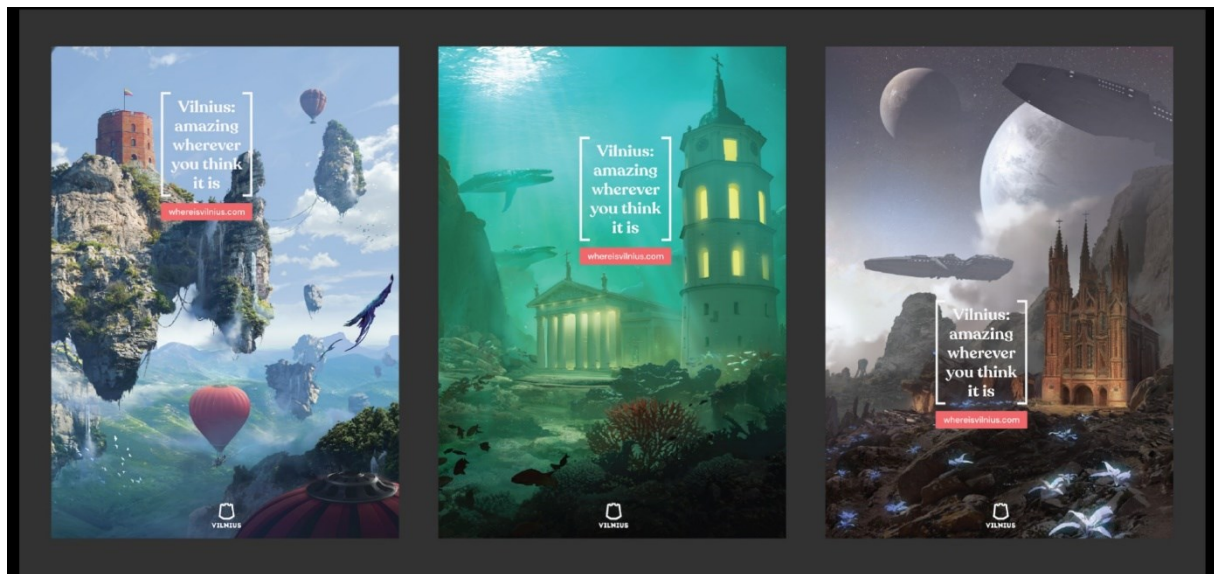 Vilnius:
amazing
wherever
you think
it is
whereisvilnius.com
VILNIUS
Vilnius:
amazing
wherever
you think
it is
whereisvilnius.com
VILNIUS
Vilnius:
amazing
wherever
you think
it is
whereisvilnius.com
VILNIUS